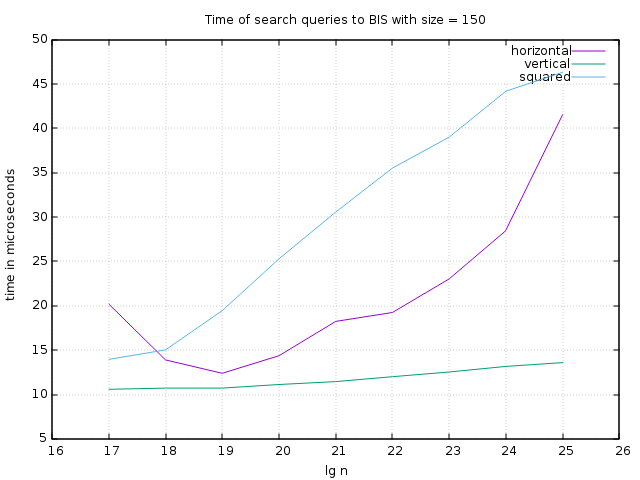 Time of search queries to BIS with size = 150
horizontal
vertical
squared
50
45
40
35
30
25
20
15
10
5
time in microseconds
16 17 18 19 20 21 22 23 24 25 26
lg n